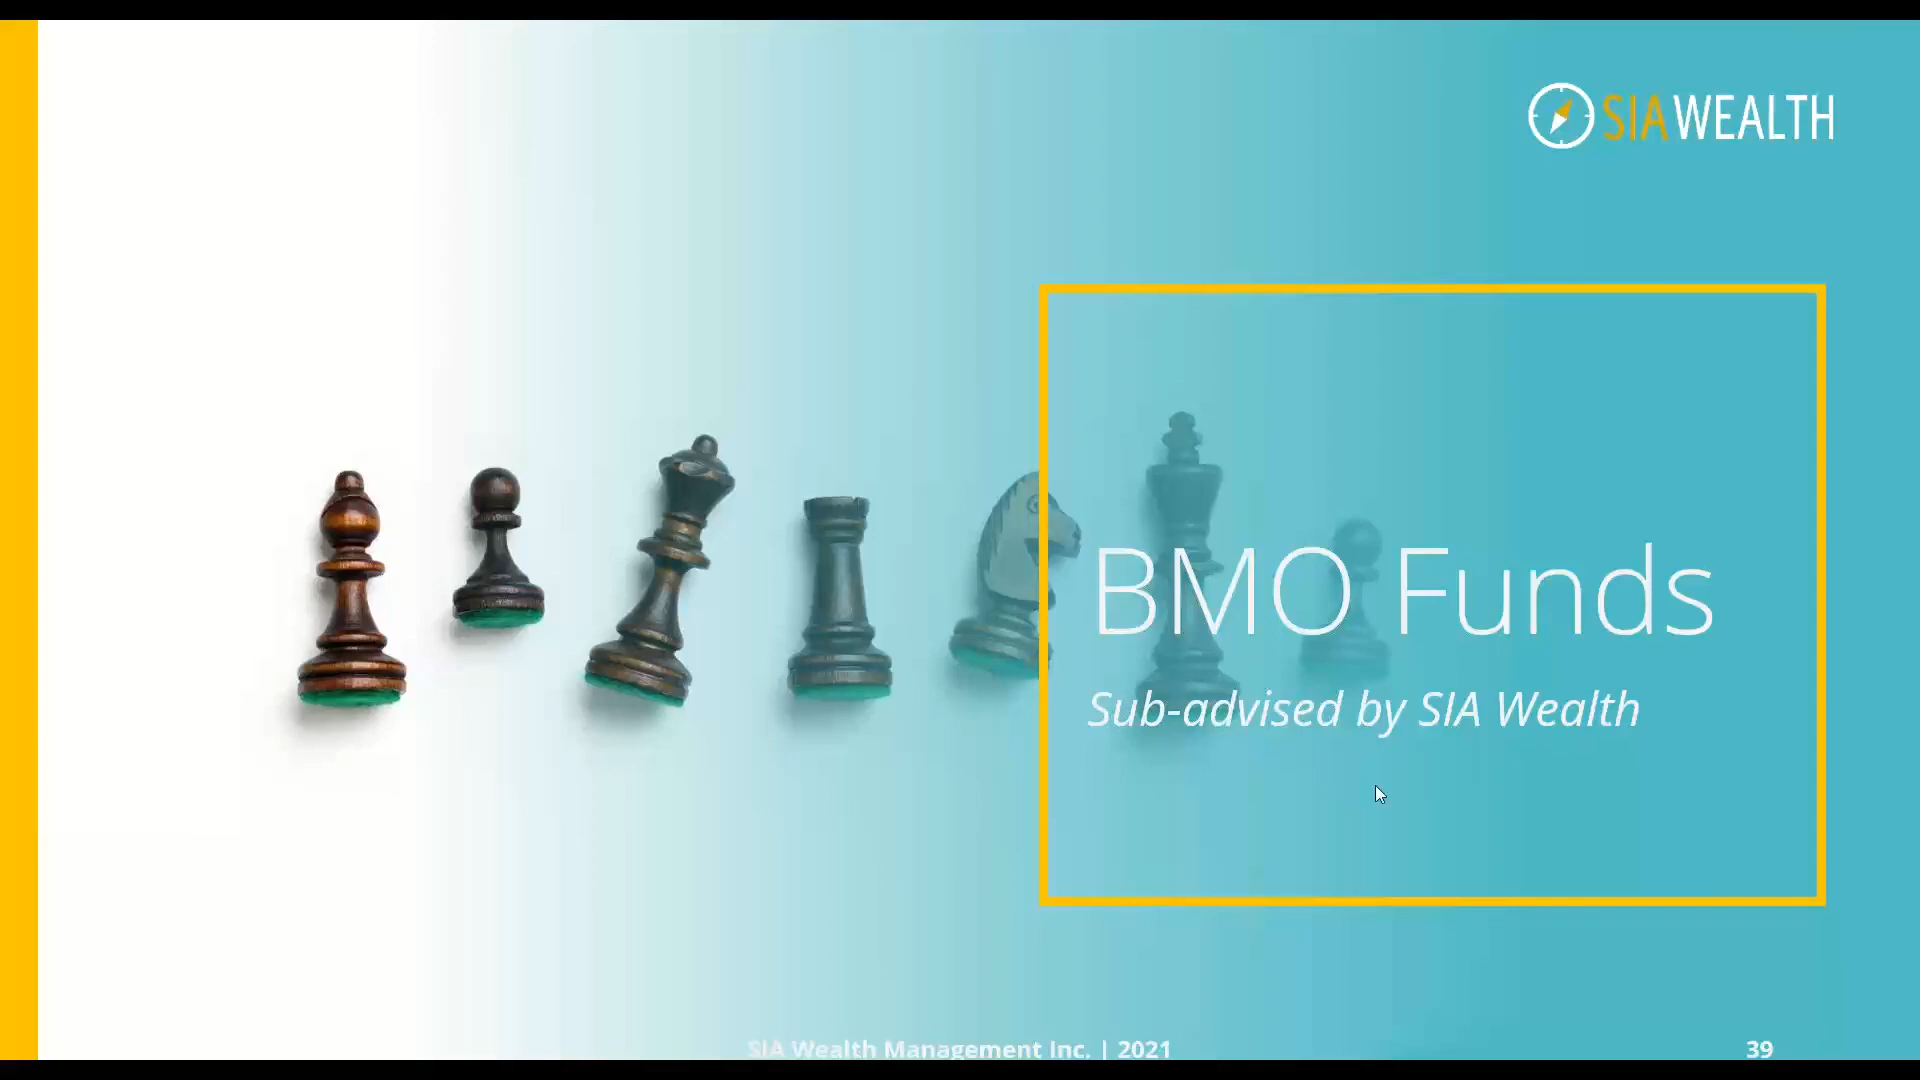 SIAWEALTH
BMO Funds
Sub-advised by SIA Wealth
SIA Wealth Management Inc. | 2021
39